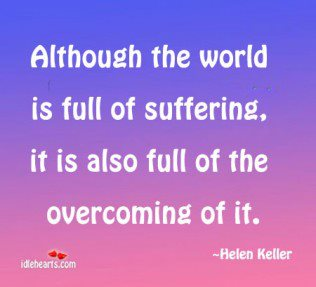 Although the world
is full of suffering,
it is also full of the
overcoming of it.
~Helen Keller
idlehearts.com